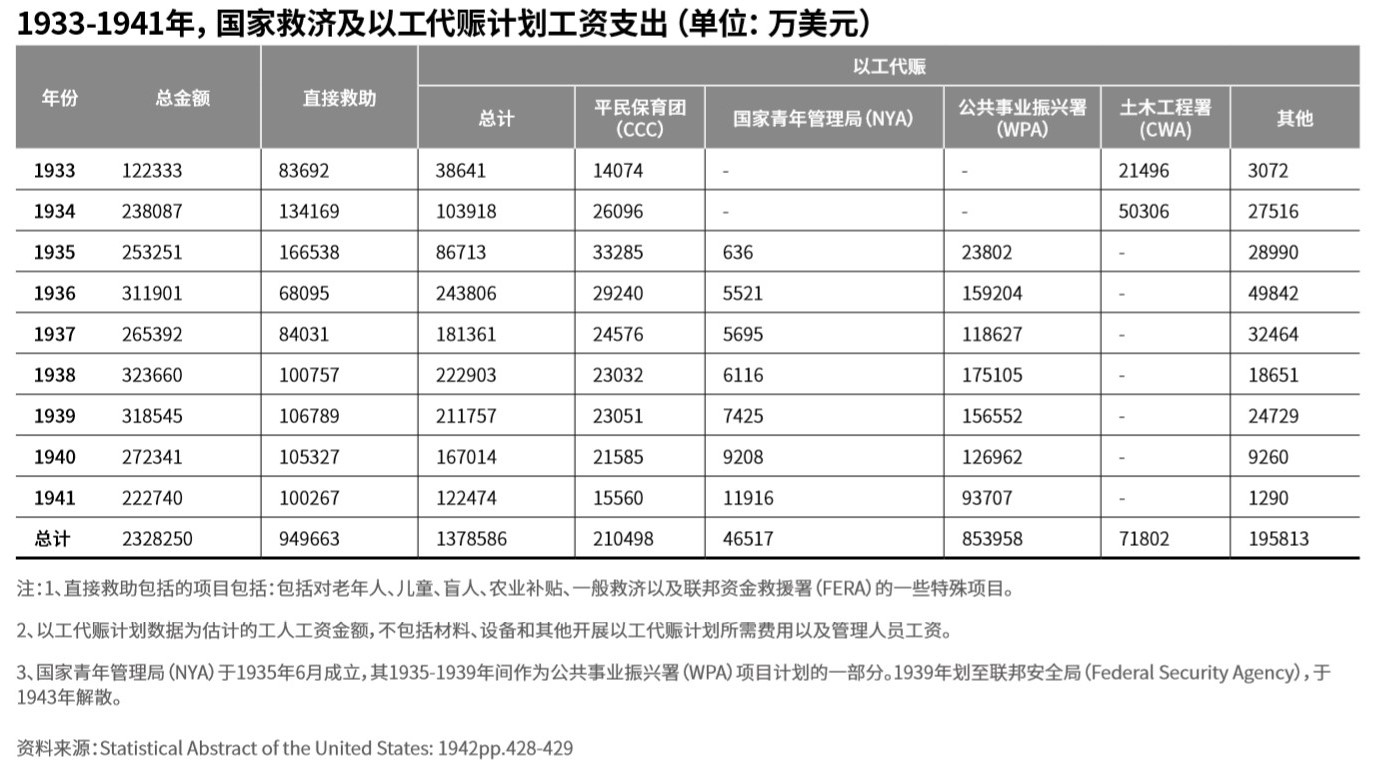 1933-1941年，国家救济及以工代赈计划工资支出（单位：万美元）
年份 总金额 直接救助 以工代赈
总计 平民保育团（CCC） 国家青年管理局（NYA） 公共事业振兴署（WPA） 土木工程署(CWA) 其他
1933 122333 83692 38641 14074 - - 21496 3072
1934 238087 134169 103918 26096 - - 50306 27516
1935 253251 166538 86713 33285 636 23802 - 28990
1936 311901 68095 243806 29240 5521 159204 - 49842
1937 265392 84031 181361 24576 5695 118627 - 32464
1938 323660 100757 222903 23032 6116 175105 - 18651
1939 318545 106789 211757 23051 7425 156552 - 24729
1940 272341 105327 167014 21585 9208 126962 - 9260
1941 222740 100267 122474 15560 11916 93707 - 1290
总计 2328250 949663 1378586 210498 46517 853958 71802 195813
注：1、直接救助包括的项目包括：包括对老年人、儿童、盲人、农业补贴、一般救济以及联邦资金救援署（FERA）的一些特殊项目。
2、以工代赈计划数据为估计的工人工资金额，不包括材料、设备和其他开展以工代赈计划所需费用以及管理人员工资。
3、国家青年管理局（NYA）于1935年6月成立，其1935-1939年间作为公共事业振兴署（WPA）项目计划的一部分。1939年划至联邦安全局（Federal Security Agency），于
1943年解散。
资料来源：Statistical Abstract of the United States: 1942pp.428-429